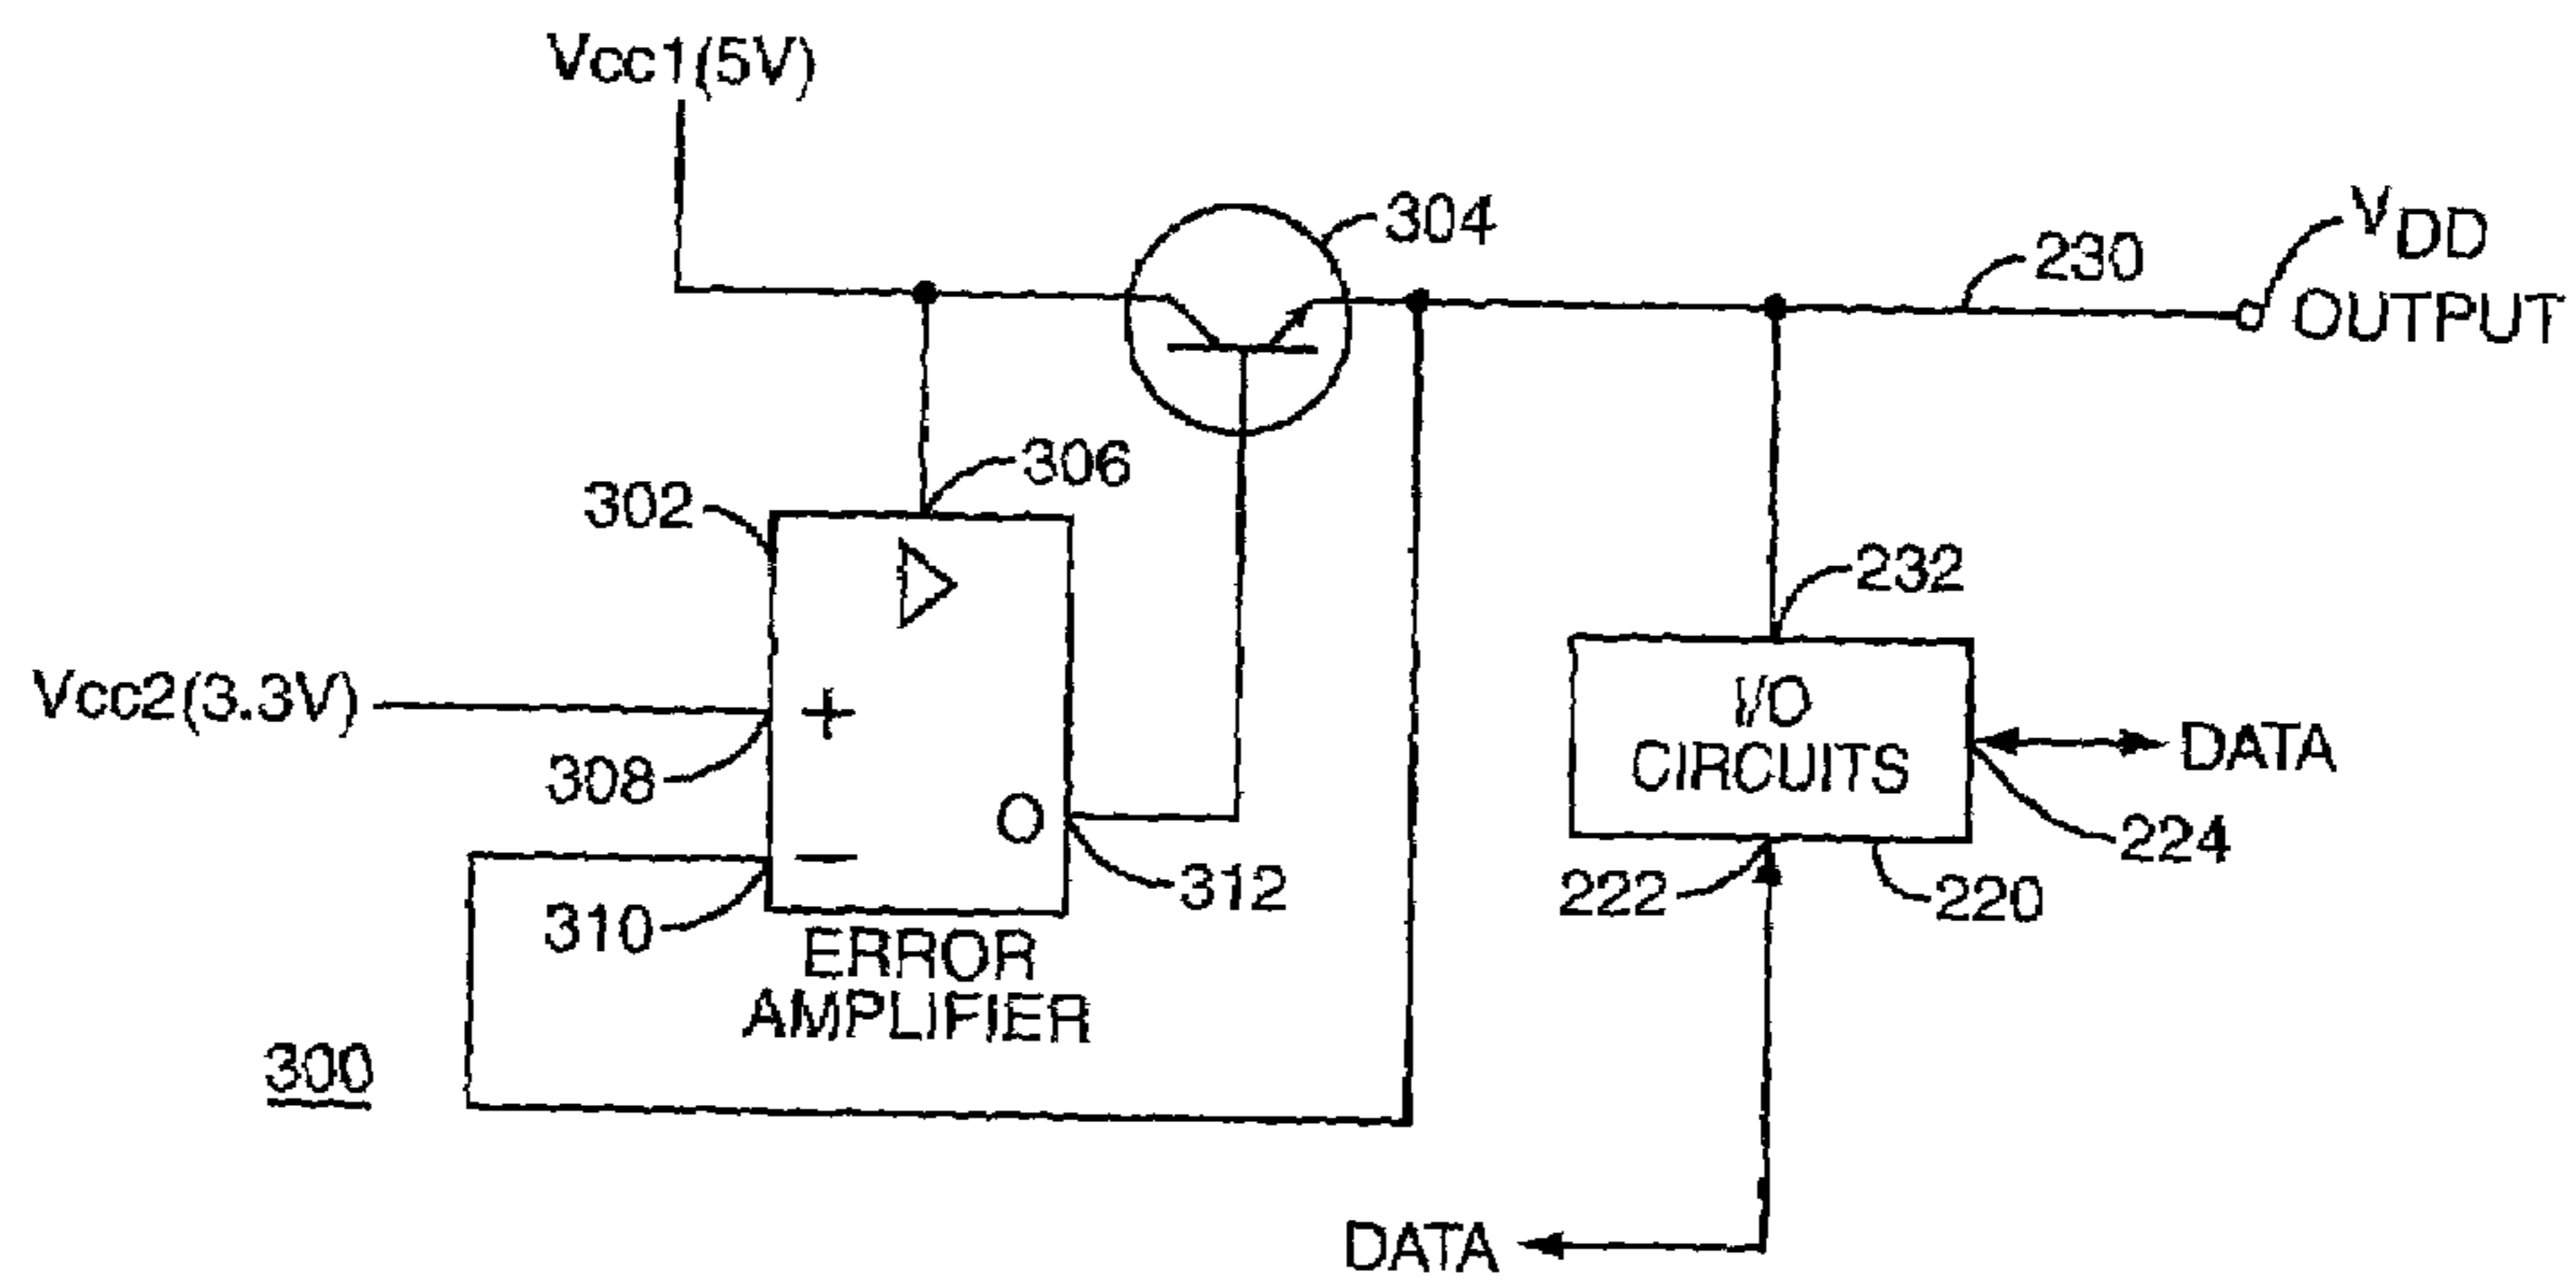 Vcc1(5V)
304
VDD
230
OUTPUT
306
302
232
I/O
CIRCUITS
Vcc2(3.3V)
+
308
DATA
O
224
−
312
222
220
310
ERROR
AMPLIFIER
300
DATA